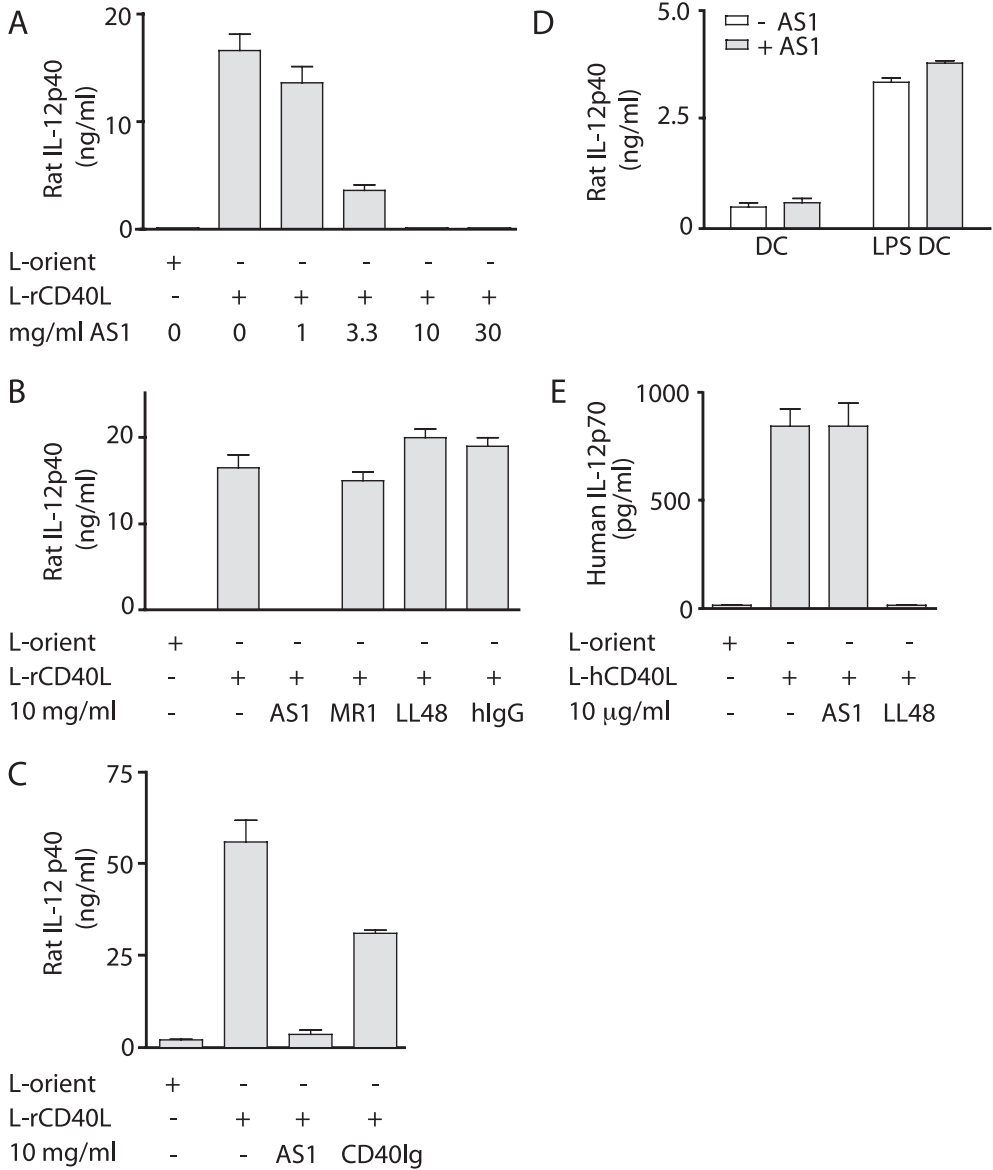 A
Rat IL-12p40
(ng/ml)
20
10
0
L-orient + - - - - -
L-rCD40L - + + + + +
mg/ml AS1 0 0 1 3.3 10 30
D
Rat IL-12p40
(ng/ml)
5.0
2.5
0
- AS1
+ AS1
DC LPS DC
B
Rat IL-12p40
(ng/ml)
20
10
0
L-orient + - - - - -
L-rCD40L - + + + + +
10 mg/ml - - AS1 MR1 LL48 hIgG
E
Human IL-12p70
(pg/ml)
1000
500
0
L-orient + - - -
L-hCD40L - + + +
10 μg/ml - - AS1 LL48
C
Rat IL-12 p40
(ng/ml)
75
50
25
0
L-orient + - - -
L-rCD40L - + + +
10 mg/ml - - AS1 CD40Ig